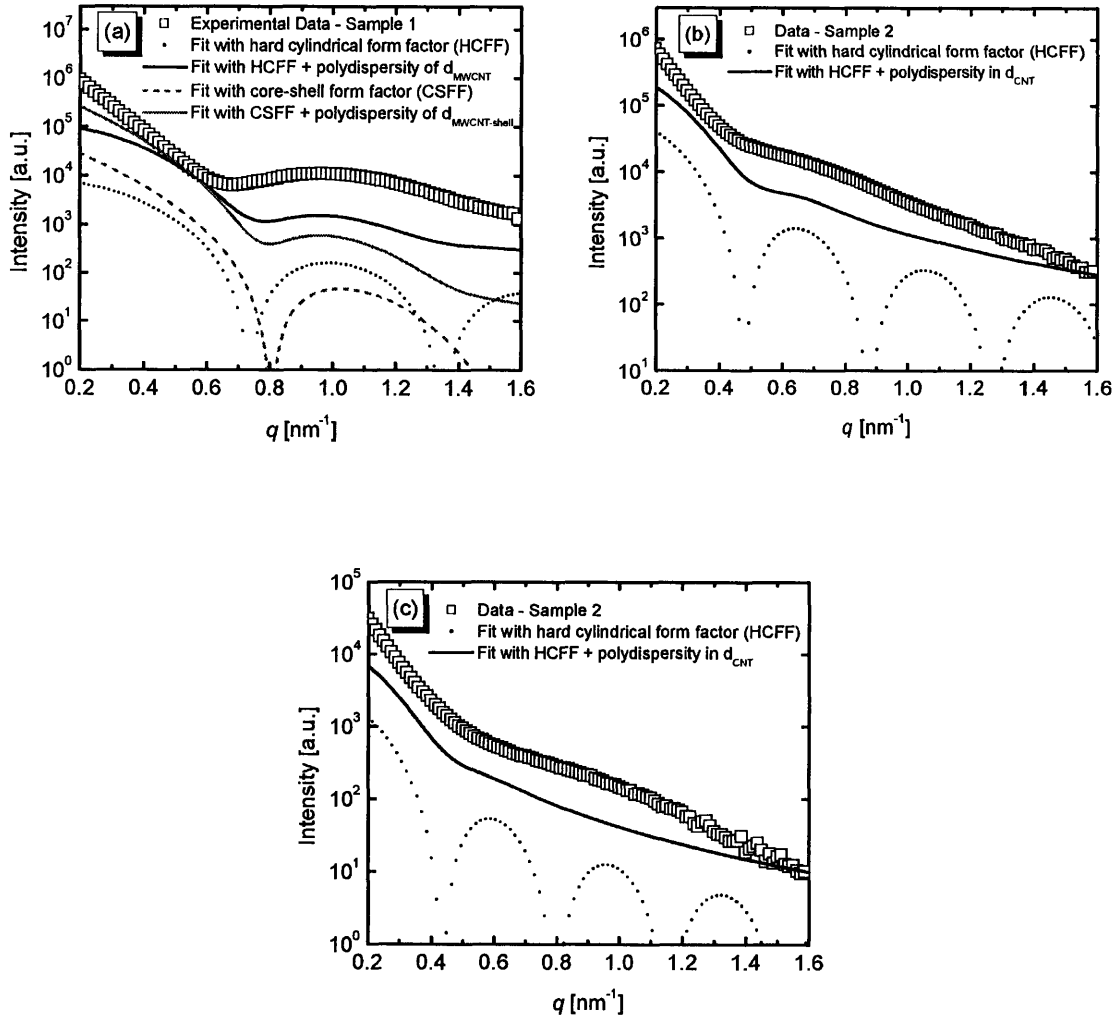 (a)
Experimental Data - Sample 1
Fit with hard cylindrical form factor (HCFF)
Fit with HCFF + polydispersity of d_MWCNT
Fit with core-shell form factor (CSFF)
Fit with CSFF + polydispersity of d_MWCNT-shell
Intensity [a.u.]
10^7
10^6
10^5
10^4
10^3
10^2
10^1
10^0
0.2 0.4 0.6 0.8 1.0 1.2 1.4 1.6
q [nm^-1]
(b)
Data - Sample 2
Fit with hard cylindrical form factor (HCFF)
Fit with HCFF + polydispersity in d_CNT
Intensity [a.u.]
10^6
10^5
10^4
10^3
10^2
10^1
0.2 0.4 0.6 0.8 1.0 1.2 1.4 1.6
q [nm^-1]
(c)
Data - Sample 2
Fit with hard cylindrical form factor (HCFF)
Fit with HCFF + polydispersity in d_CNT
Intensity [a.u.]
10^5
10^4
10^3
10^2
10^1
10^0
0.2 0.4 0.6 0.8 1.0 1.2 1.4 1.6
q [nm^-1]